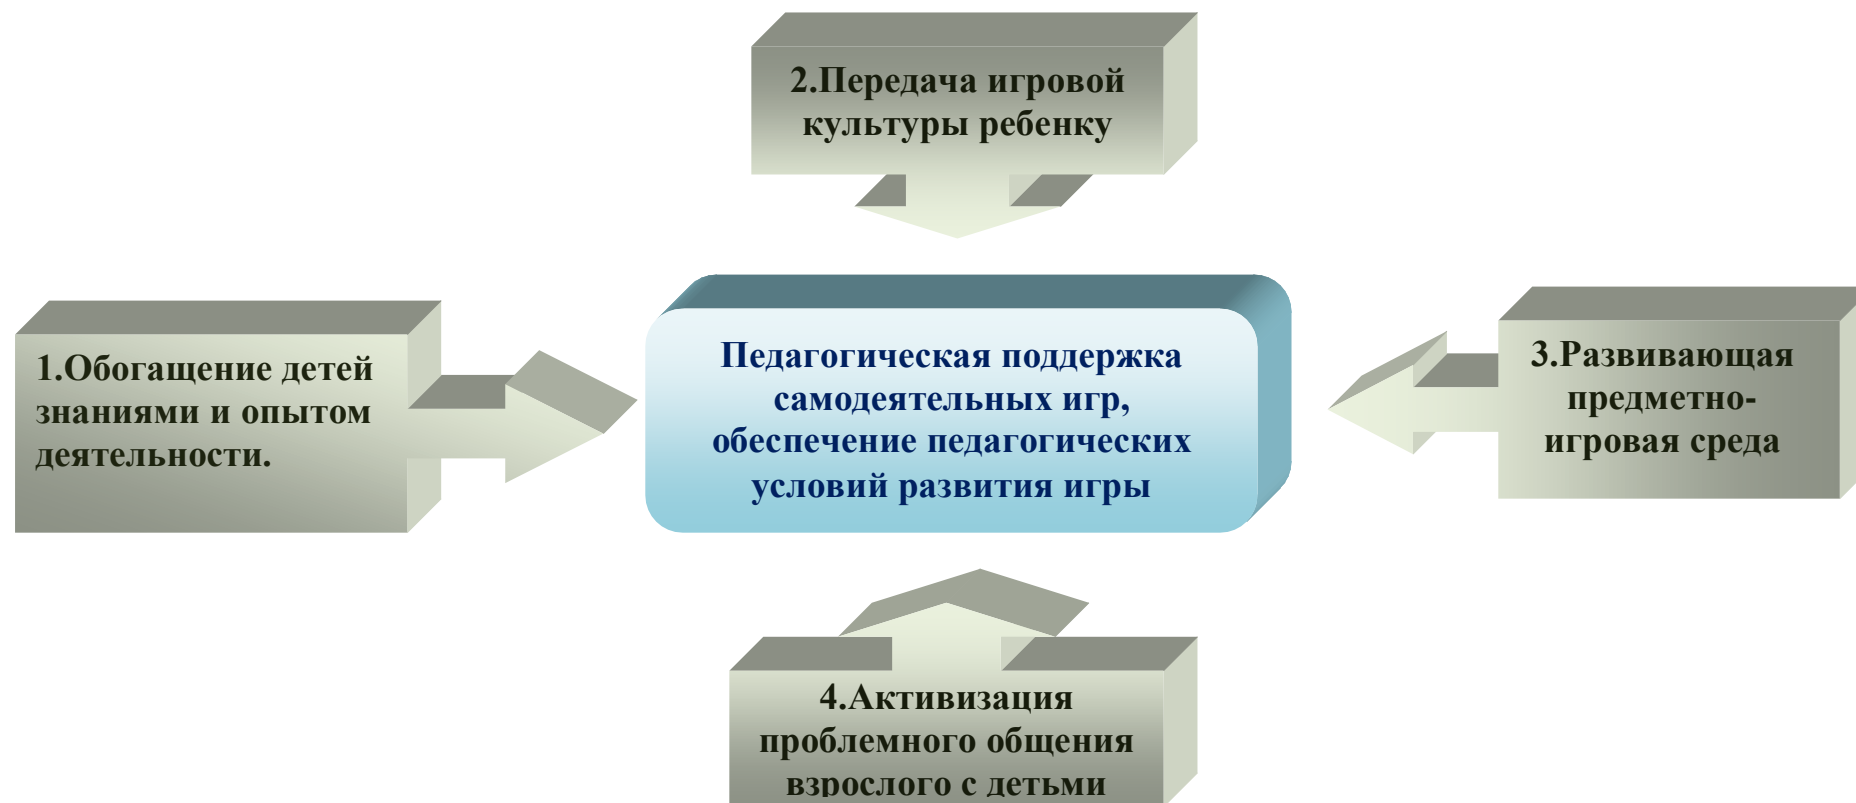 2.Передача игровой
культуры ребенку
1.Обогащение детей
знаниями и опытом
деятельности.
Педагогическая поддержка
самодеятельных игр,
обеспечение педагогических
условий развития игры
3.Развивающая
предметно-
игровая среда
4.Активизация
проблемного общения
взрослого с детьми